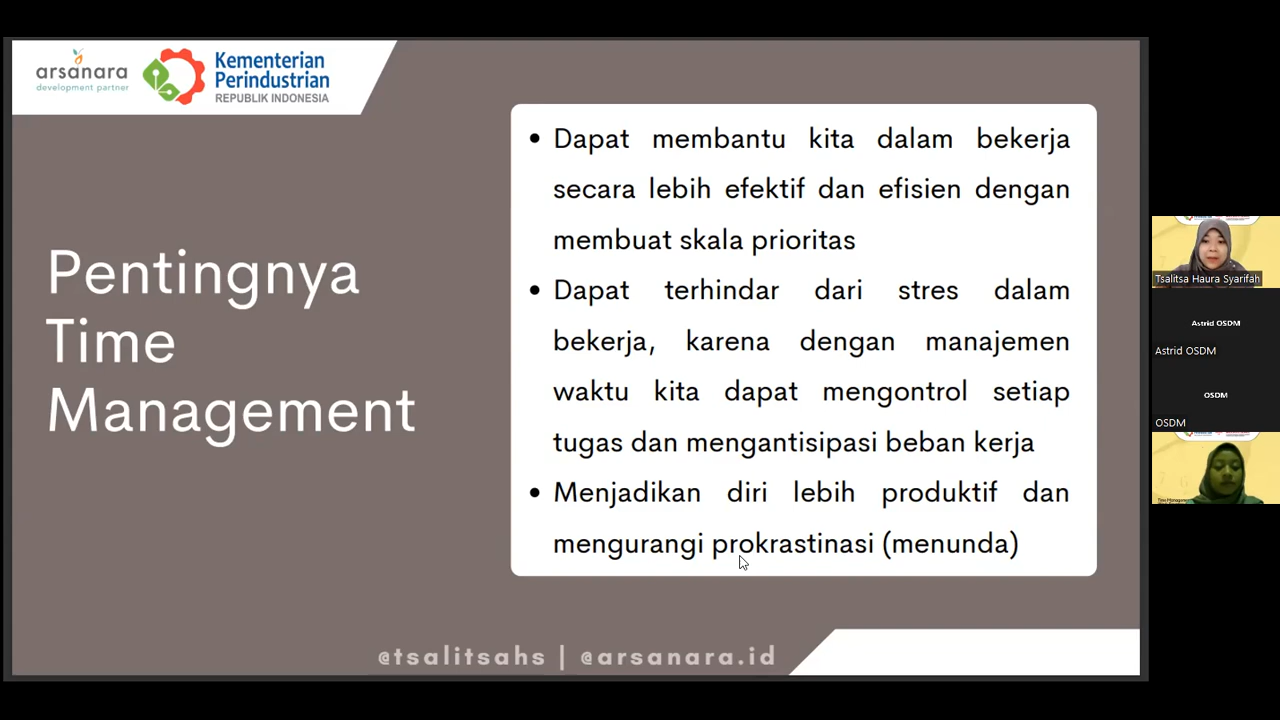 arsanara
development partner
Kementerian
Perindustrian
REPUBLIK INDONESIA
Pentingnya
Time
Management
• Dapat membantu kita dalam bekerja
secara lebih efektif dan efisien dengan
membuat skala prioritas
• Dapat terhindar dari stres dalam
bekerja, karena dengan manajemen
waktu kita dapat mengontrol setiap
tugas dan mengantisipasi beban kerja
• Menjadikan diri lebih produktif dan
mengurangi prokrastinasi (menunda)
@tsalitsahs | @arsanara.id
Tsalitsa Haura Syarifah
Astrid OSDM
Astrid OSDM
OSDM
OSDM